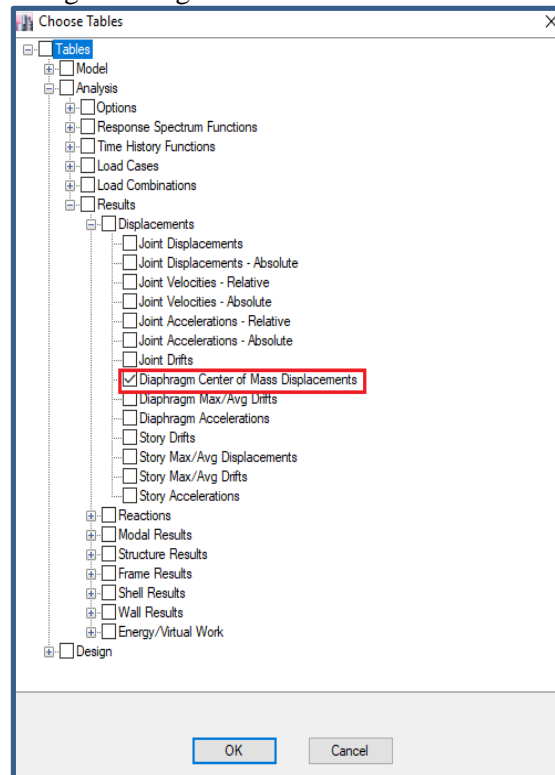 Choose Tables
Tables
Model
Analysis
Options
Response Spectrum Functions
Time History Functions
Load Cases
Load Combinations
Results
Displacements
Joint Displacements
Joint Displacements - Absolute
Joint Velocities - Relative
Joint Velocities - Absolute
Joint Accelerations - Relative
Joint Accelerations - Absolute
Joint Drifts
Diaphragm Center of Mass Displacements
Diaphragm Max/Avg Drifts
Diaphragm Accelerations
Story Drifts
Story Max/Avg Displacements
Story Max/Avg Drifts
Story Accelerations
Reactions
Modal Results
Structure Results
Frame Results
Shell Results
Wall Results
Energy/Virtual Work
Design
OK Cancel